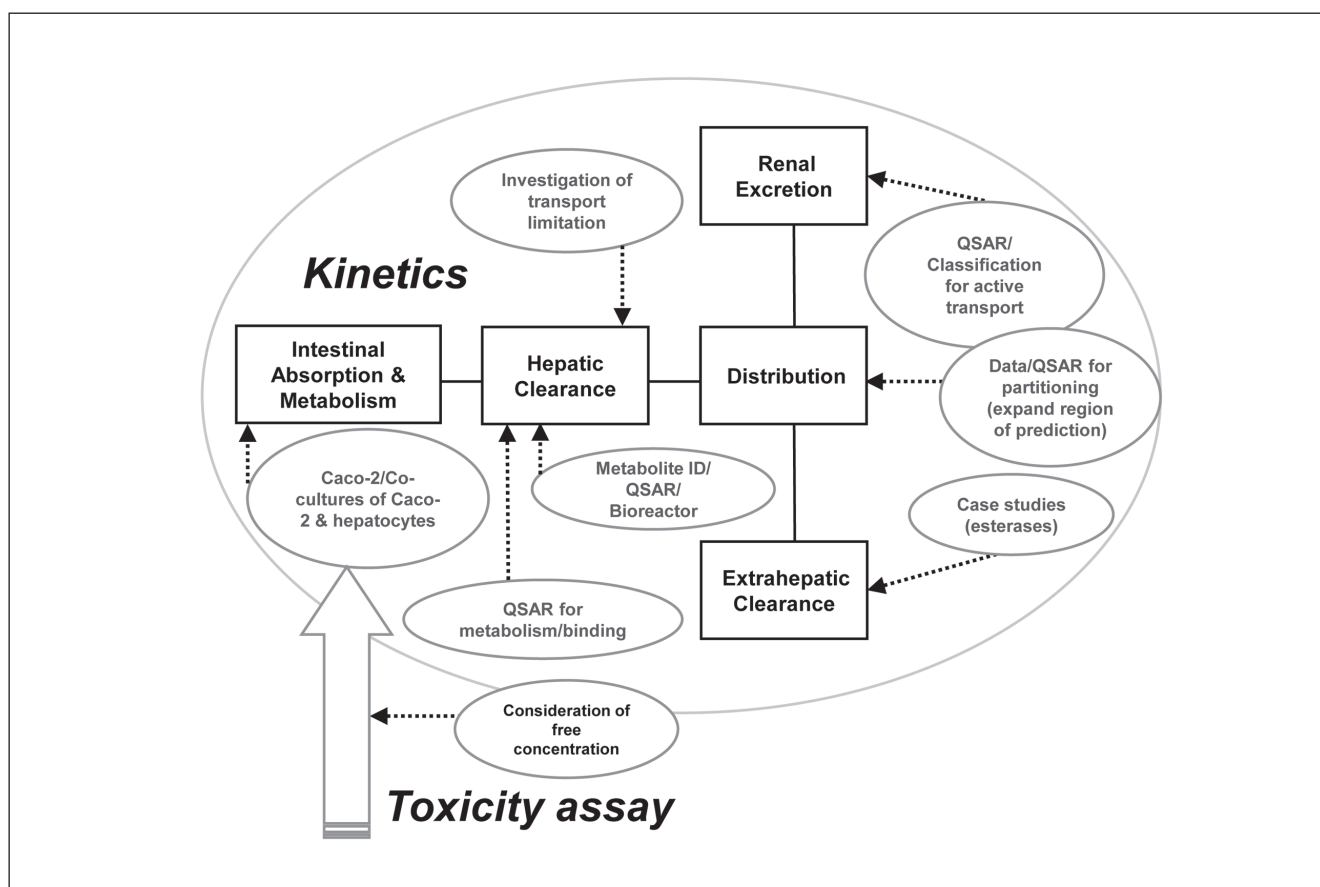 Renal
Excretion
Investigation of
transport
limitation
QSAR/
Classification
for active
transport
Kinetics
Intestinal
Absorption &
Metabolism
Hepatic
Clearance
Distribution
Data/QSAR for
partitioning
(expand region
of prediction)
Caco-2/Co-
cultures of Caco-
2 & hepatocytes
Metabolite ID/
QSAR/
Bioreactor
Case studies
(esterases)
Extrahepatic
Clearance
QSAR for
metabolism/binding
Consideration of
free
concentration
Toxicity assay